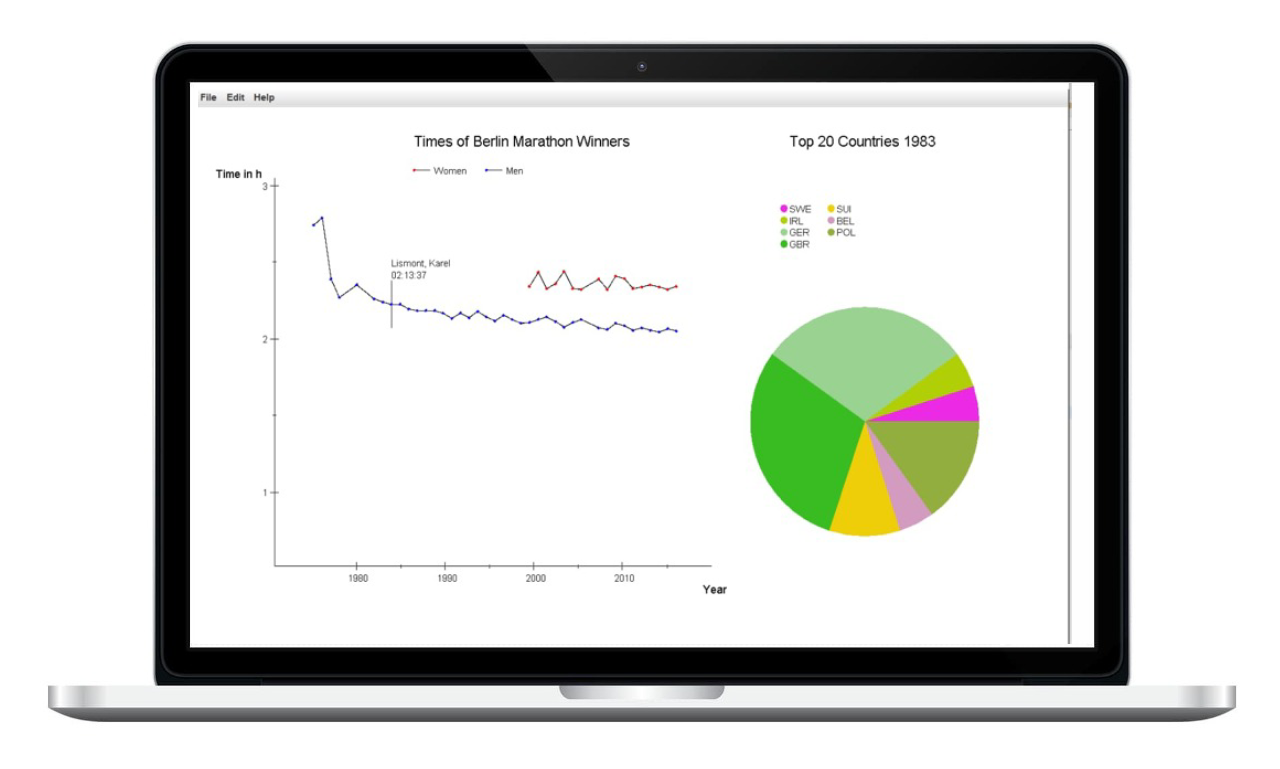 File Edit Help
Times of Berlin Marathon Winners
Women Men
Time in h
3
2
1
Lismont, Karel
02:13:37
1980 1990 2000 2010
Year
Top 20 Countries 1983
SWE SUI
IRL BEL
GER POL
GBR